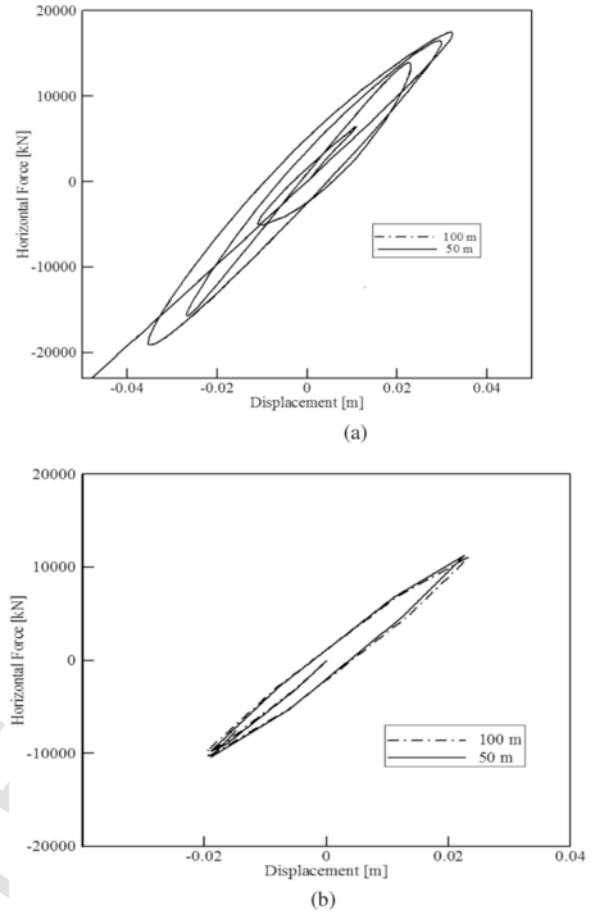 20000
10000
0
-10000
-20000
Horizontal Force [kN]
100 m
50 m
-0.04 -0.02 0 0.02 0.04
Displacement [m]
(a)
20000
10000
0
-10000
-20000
Horizontal Force [kN]
100 m
50 m
-0.02 0 0.02 0.04
Displacement [m]
(b)